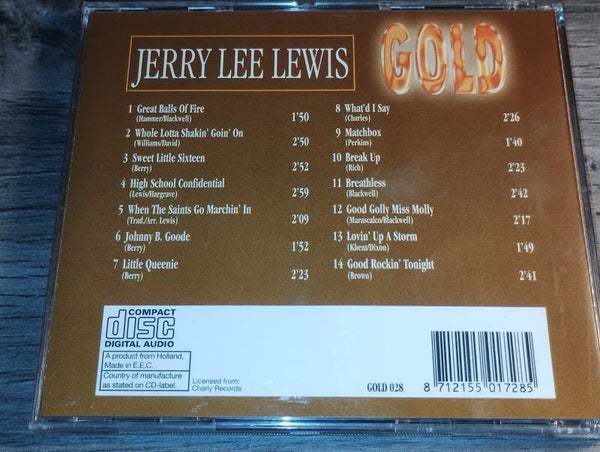 JERRY LEE LEWIS
GOLD
1 Great Balls Of Fire
(Hammer/Blackwell) 1'50
2 Whole Lotta Shakin' Goin' On
(Williams/David) 2'50
3 Sweet Little Sixteen
(Berry) 2'52
4 High School Confidential
(Lewis/Hargrave) 2'59
5 When The Saints Go Marchin' In
(Trad./Arr. Lewis) 2'09
6 Johnny B. Goode
(Berry) 1'52
7 Little Queenie
(Berry) 2'23
8 What'd I Say
(Charles) 2'26
9 Matchbox
(Perkins) 1'40
10 Break Up
(Rich) 2'23
11 Breathless
(Blackwell) 2'42
12 Good Golly Miss Molly
(Marascalco/Blackwell) 2'17
13 Lovin' Up A Storm
(Khent/Dixon) 1'49
14 Good Rockin' Tonight
(Brown) 2'41
COMPACT
disc
DIGITAL AUDIO
A product from Holland,
Made in E.E.C.
Country of manufacture
as stated on CD-label.
Licensed from:
Charly Records
GOLD 028
8 712155 017285